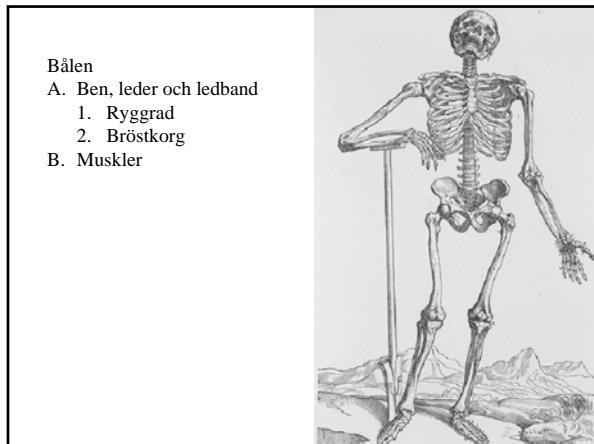 Bålen
A. Ben, leder och ledband
1. Ryggrad
2. Bröstkorg
B. Muskler